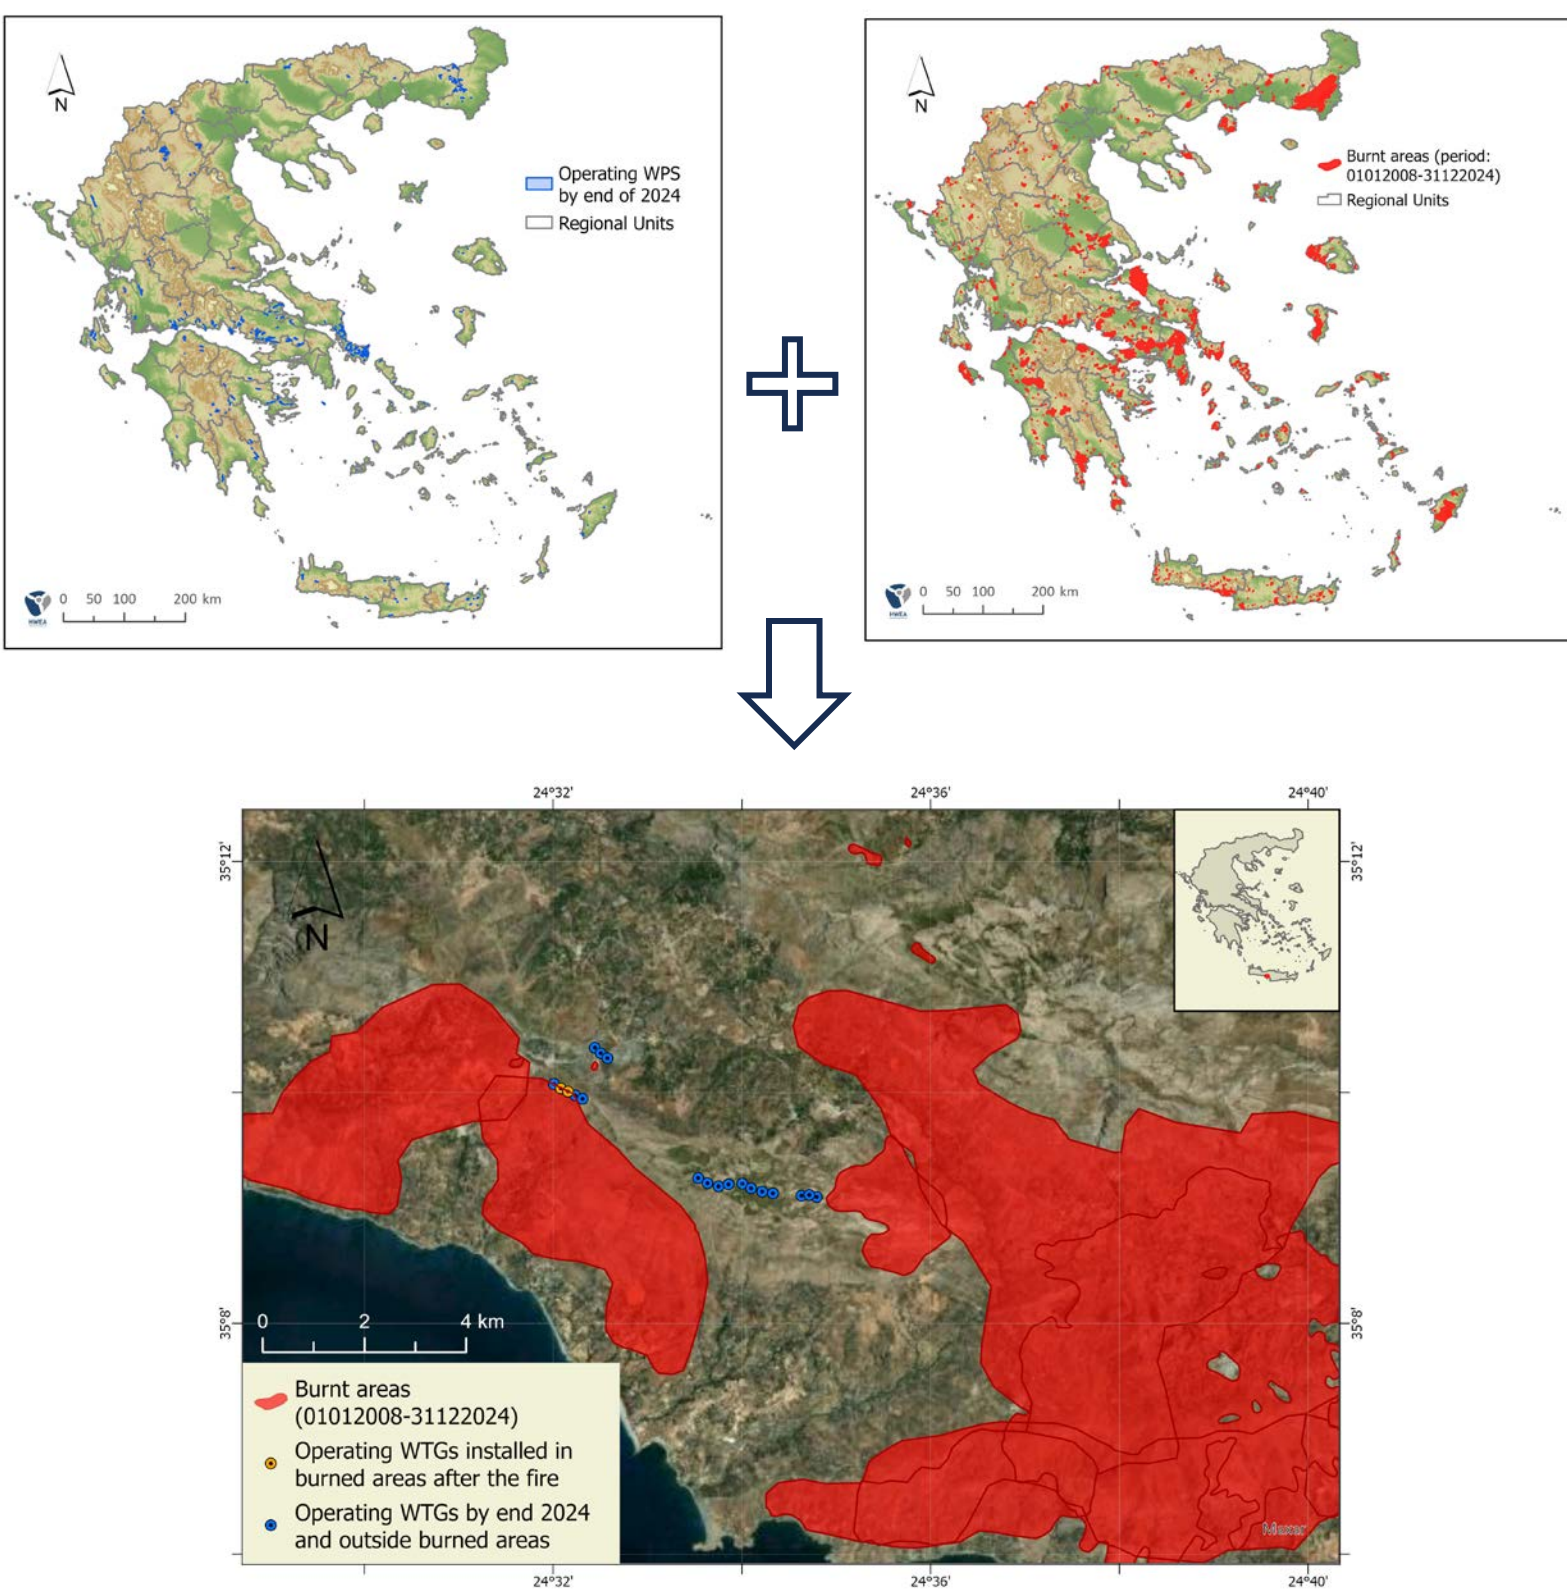 N
Operating WPS
by end of 2024
Regional Units
0 50 100 200 km
HWEA
N
Burnt areas (period:
01012008-31122024)
Regional Units
0 50 100 200 km
HWEA
24°32' 24°36' 24°40'
35°12' 35°12'
N
35°8' 35°8'
0 2 4 km
Burnt areas
(01012008-31122024)
Operating WTGs installed in
burned areas after the fire
Operating WTGs by end 2024
and outside burned areas
Maxar
24°32' 24°36' 24°40'